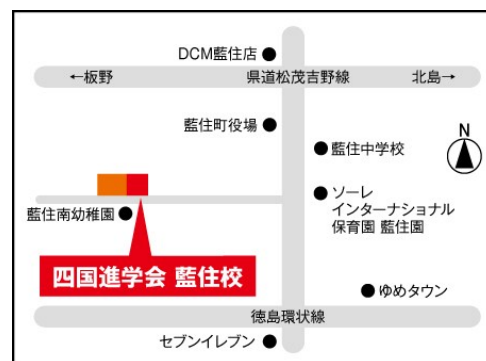 DCM藍住店
←板野
県道松茂吉野線
北島→
藍住町役場
N
藍住中学校
ソーレ
インターナショナル
保育園 藍住園
藍住南幼稚園
四国進学会 藍住校
ゆめタウン
徳島環状線
セブンイレブン